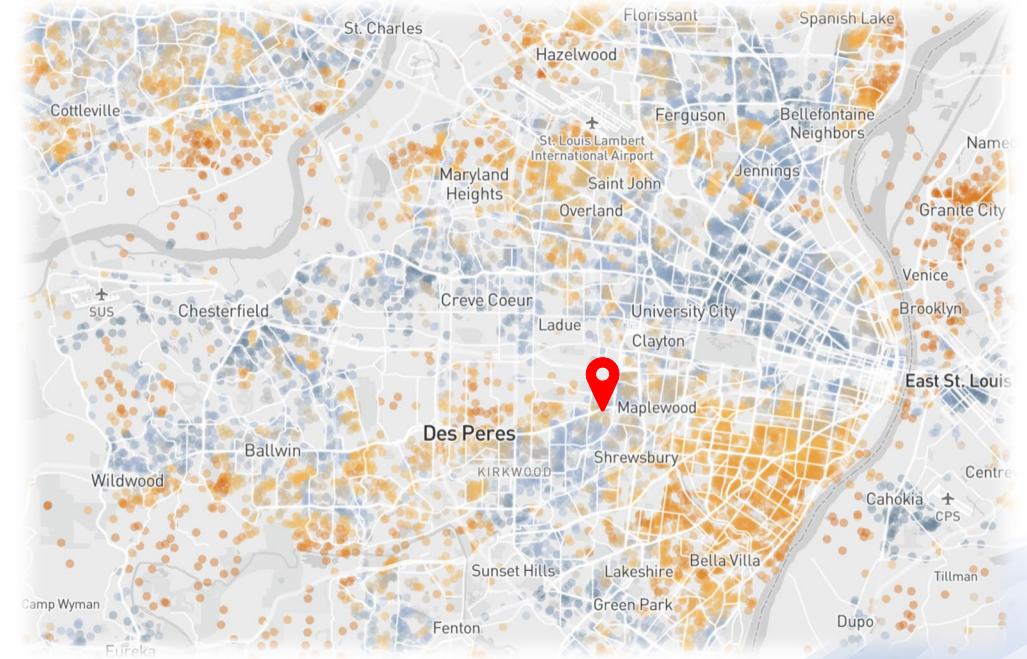 Florissant
Spanish Lake
St. Charles
Hazelwood
Cottleville
Ferguson
Bellefontaine
Neighbors
St. Louis Lambert
International Airport
Maryland
Heights
Saint John
Jennings
Overland
Granite City
Venice
SUS
Chesterfield
Creve Coeur
University City
Brooklyn
Ladue
Clayton
East St. Louis
Maplewood
Des Peres
Ballwin
KIRKWOOD
Shrewsbury
Wildwood
Cahokia
CPS
Bella Villa
Sunset Hills
Lakeshire
Tillman
Camp Wyman
Green Park
Dupo
Fenton
Eureka